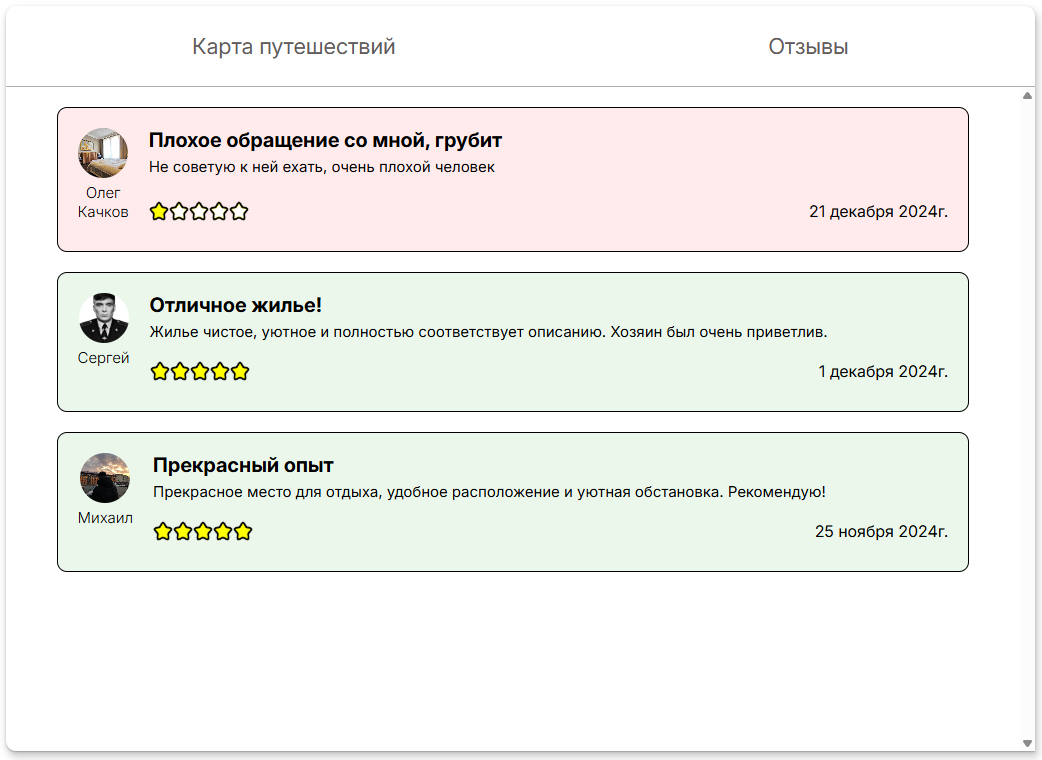 Карта путешествий
Отзывы
Плохое обращение со мной, грубит
Не советую к ней ехать, очень плохой человек
Олег
Качков
21 декабря 2024г.
Отличное жилье!
Жилье чистое, уютное и полностью соответствует описанию. Хозяин был очень приветлив.
Сергей
1 декабря 2024г.
Прекрасный опыт
Прекрасное место для отдыха, удобное расположение и уютная обстановка. Рекомендую!
Михаил
25 ноября 2024г.